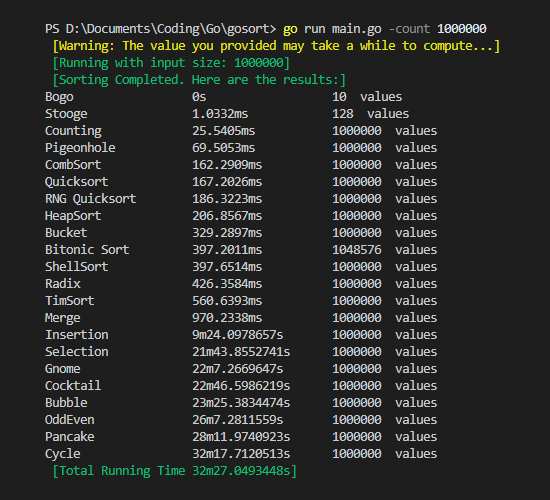 PS D:\Documents\Coding\Go\gosort> go run main.go -count 1000000
[Warning: The value you provided may take a while to compute...]
[Running with input size: 1000000]
[Sorting Completed. Here are the results:]
Bogo 0s 10 values
Stooge 1.0332ms 128 values
Counting 25.5405ms 1000000 values
Pigeonhole 69.5053ms 1000000 values
CombSort 162.2909ms 1000000 values
Quicksort 167.2026ms 1000000 values
RNG Quicksort 186.3223ms 1000000 values
HeapSort 206.8567ms 1000000 values
Bucket 329.2897ms 1000000 values
Bitonic Sort 397.2011ms 1048576 values
ShellSort 397.6514ms 1000000 values
Radix 426.3584ms 1000000 values
TimSort 560.6393ms 1000000 values
Merge 970.2338ms 1000000 values
Insertion 9m24.0978657s 1000000 values
Selection 21m43.8552741s 1000000 values
Gnome 22m7.2669647s 1000000 values
Cocktail 22m46.5986219s 1000000 values
Bubble 23m25.3834474s 1000000 values
OddEven 26m7.2811559s 1000000 values
Pancake 28m11.9740923s 1000000 values
Cycle 32m17.7120513s 1000000 values
[Total Running Time 32m27.0493448s]